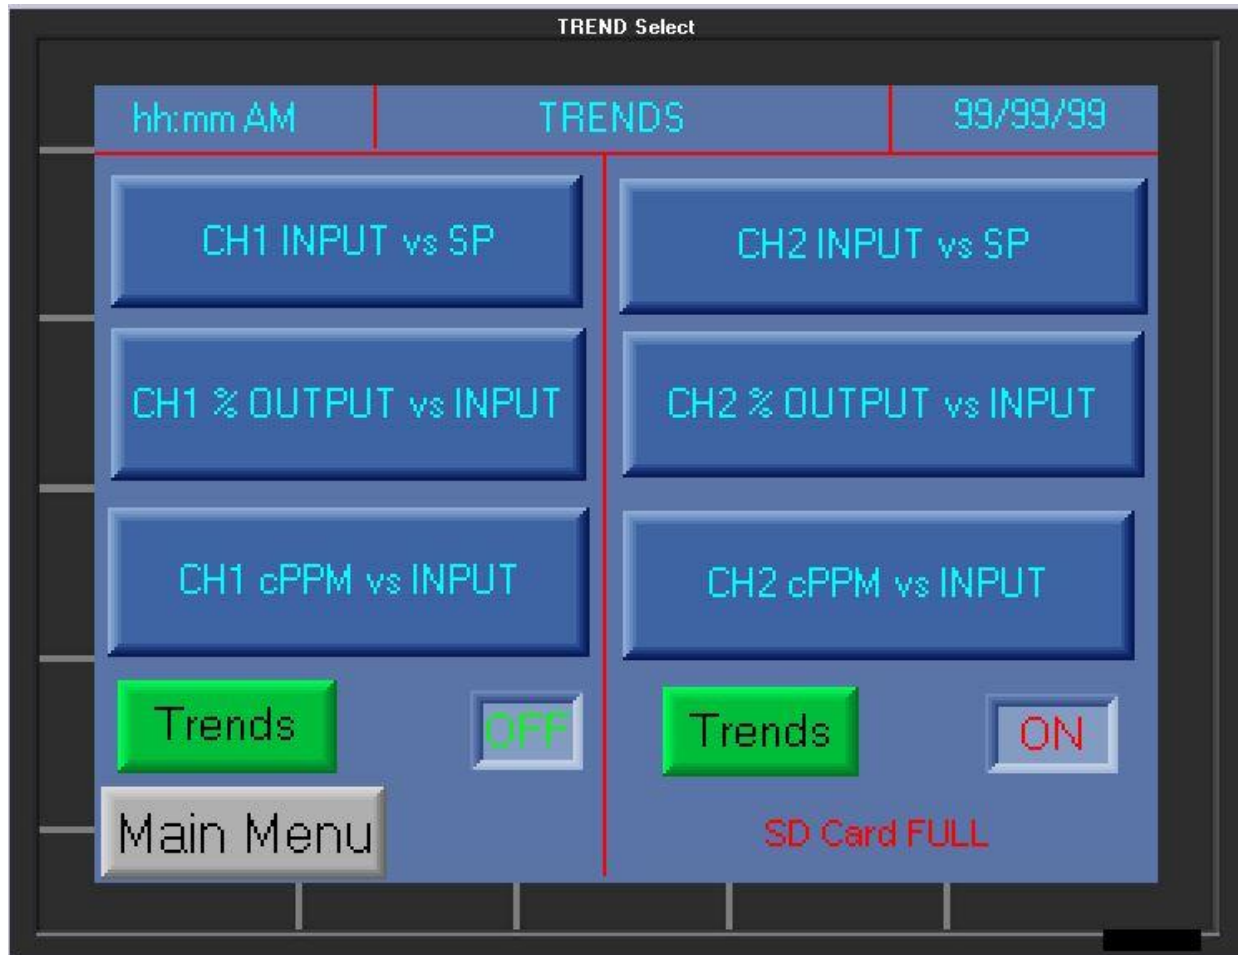 TREND Select
hh:mm AM
TRENDS
99/99/99
CH1 INPUT vs SP
CH2 INPUT vs SP
CH1 % OUTPUT vs INPUT
CH2 % OUTPUT vs INPUT
CH1 cPPM vs INPUT
CH2 cPPM vs INPUT
Trends
OFF
Trends
ON
Main Menu
SD Card FULL